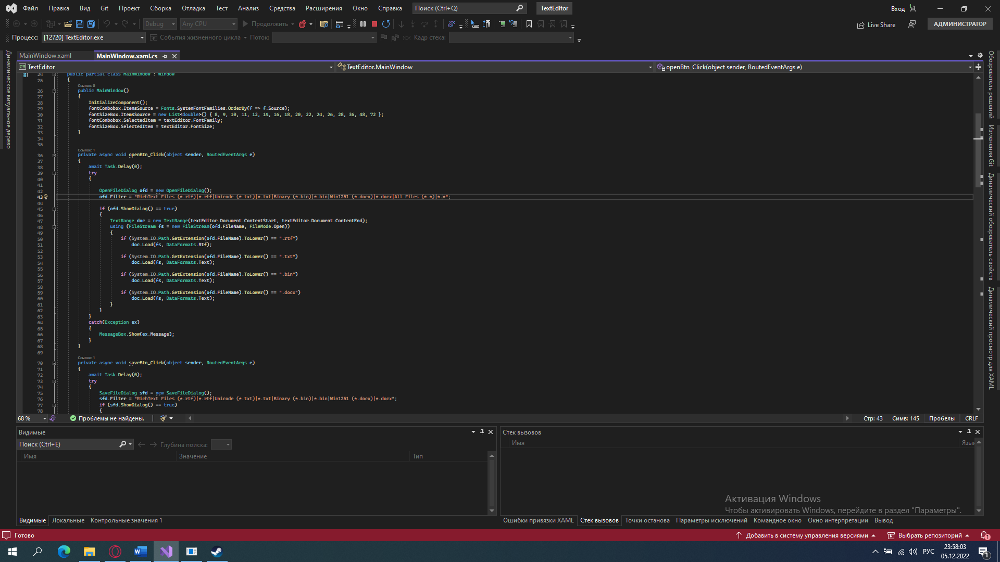 Файл Правка Вид Git Проект Сборка Отладка Тест Анализ Средства Расширения Окно Справка Поиск (Ctrl+Q) TextEditor Вход
Debug Any CPU Продолжить Live Share АДМИНИСТРАТОР
Процесс: [12720] TextEditor.exe События жизненного цикла Поток: Кадр стека:
MainWindow.xaml MainWindow.xaml.cs
TextEditor TextEditor.MainWindow openBtn_Click(object sender, RoutedEventArgs e)
24 public partial class MainWindow : Window
25 {
Ссылок: 0
26 public MainWindow()
27 {
28 InitializeComponent();
29 fontCombobox.ItemsSource = Fonts.SystemFontFamilies.OrderBy(f => f.Source);
30 fontSizeBox.ItemsSource = new List<double>() { 8, 9, 10, 11, 12, 14, 16, 18, 20, 22, 24, 26, 28, 36, 48, 72 };
31 fontCombobox.SelectedItem = textEditor.FontFamily;
32 fontSizeBox.SelectedItem = textEditor.FontSize;
33 }
34
35
Ссылок: 1
36 private async void openBtn_Click(object sender, RoutedEventArgs e)
37 {
38 await Task.Delay(0);
39 try
40 {
41
42 OpenFileDialog ofd = new OpenFileDialog();
43 ofd.Filter = "RichText Files (*.rtf)|*.rtf|Unicode (*.txt)|*.txt|Binary (*.bin)|*.bin|Win1251 (*.docx)|*.docx|All Files (*.*)|*.*";
44
45 if (ofd.ShowDialog() == true)
46 {
47 TextRange doc = new TextRange(textEditor.Document.ContentStart, textEditor.Document.ContentEnd);
48 using (FileStream fs = new FileStream(ofd.FileName, FileMode.Open))
49 {
50 if (System.IO.Path.GetExtension(ofd.FileName).ToLower() == ".rtf")
51 doc.Load(fs, DataFormats.Rtf);
52
53 if (System.IO.Path.GetExtension(ofd.FileName).ToLower() == ".txt")
54 doc.Load(fs, DataFormats.Text);
55
56 if (System.IO.Path.GetExtension(ofd.FileName).ToLower() == ".bin")
57 doc.Load(fs, DataFormats.Text);
58
59 if (System.IO.Path.GetExtension(ofd.FileName).ToLower() == ".docx")
60 doc.Load(fs, DataFormats.Text);
61 }
62 }
63 }
64 catch(Exception ex)
65 {
66 MessageBox.Show(ex.Message);
67 }
68 }
69
Ссылок: 1
70 private async void saveBtn_Click(object sender, RoutedEventArgs e)
71 {
72 await Task.Delay(0);
73 try
74 {
75 SaveFileDialog sfd = new SaveFileDialog();
76 sfd.Filter = "RichText Files (*.rtf)|*.rtf|Unicode (*.txt)|*.txt|Binary (*.bin)|*.bin|Win1251 (*.docx)|*.docx";
77 if (sfd.ShowDialog() == true)
78 {
68 % Проблемы не найдены. Стр: 43 Симв: 145 Пробелы CRLF
Динамическое визуальное дерево
Обозреватель решений
Изменения Git
Динамический обозреватель свойств
Динамический просмотр для XAML
Видимые
Поиск (Ctrl+E) Глубина поиска:
Имя Значение Тип
Видимые Локальные Контрольные значения 1
Стек вызовов
Имя Язы
Активация Windows
Чтобы активировать Windows, перейдите в раздел "Параметры".
Ошибки привязки XAML Стек вызовов Точки останова Параметры исключений Командное окно Окно интерпретации Вывод
Готово Добавить в систему управления версиями Выбрать репозиторий 1
РУС 23:58:03
05.12.2022 1